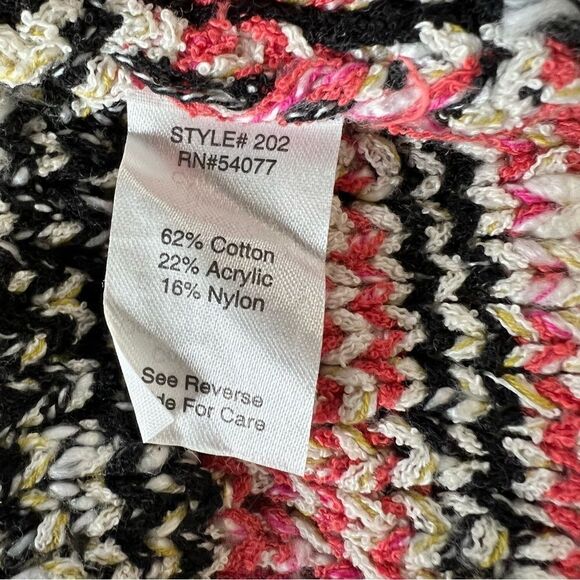 STYLE# 202
RN#54077
62% Cotton
22% Acrylic
16% Nylon
See Reverse
de For Care